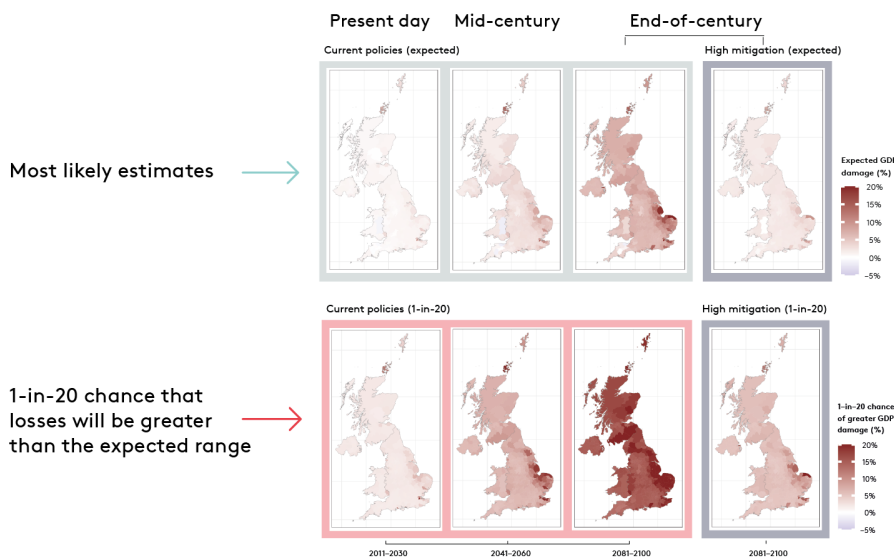 Present day
Mid-century
End-of-century
Current policies (expected)
High mitigation (expected)
Most likely estimates
Expected GDP
damage (%)
20%
15%
10%
5%
0%
–5%
Current policies (1-in-20)
High mitigation (1-in-20)
1-in-20 chance that
losses will be greater
than the expected range
1–in–20 chance
of greater GDP
damage (%)
20%
15%
10%
5%
0%
–5%
2011–2030
2041–2060
2081–2100
2081–2100